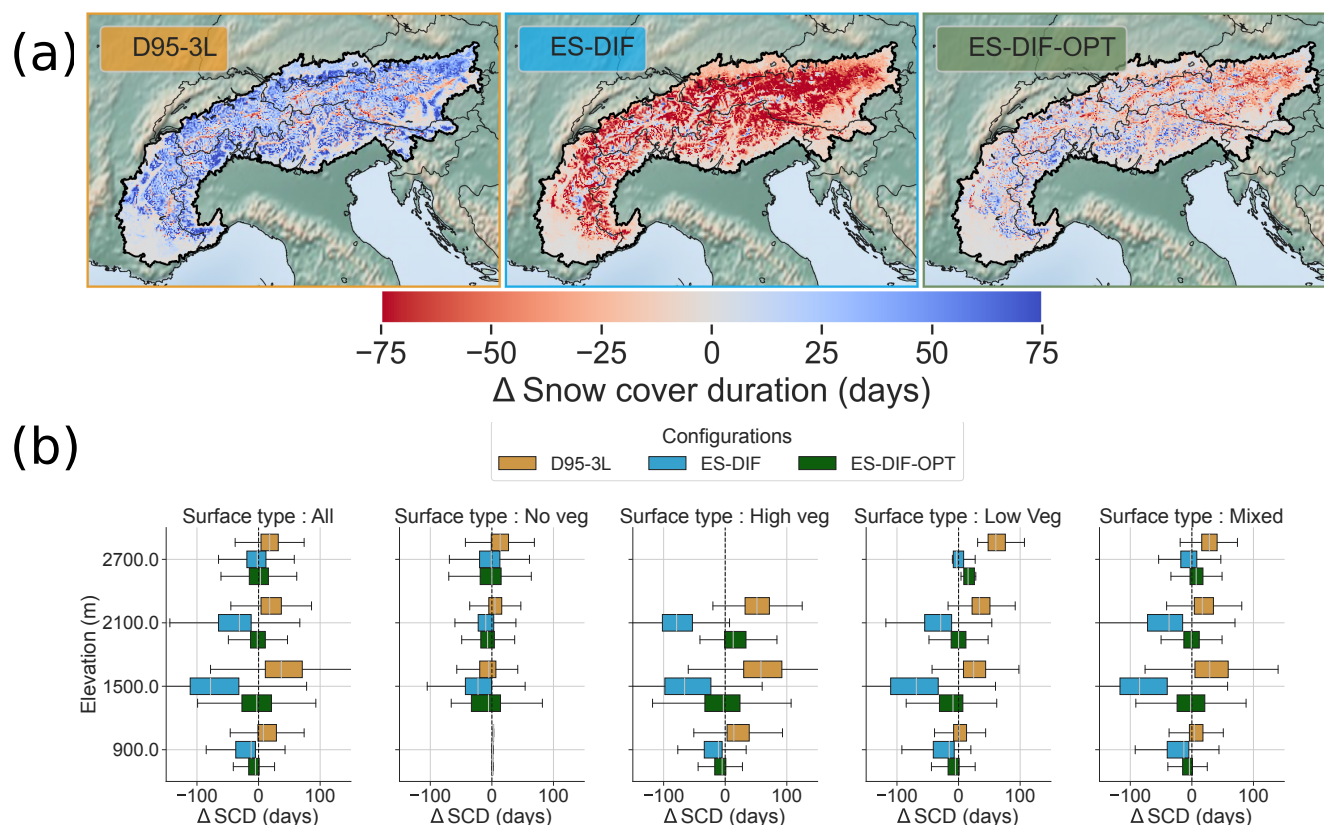 (a)
D95-3L ES-DIF ES-DIF-OPT
−75 −50 −25 0 25 50 75
Δ Snow cover duration (days)
(b)
Configurations
D95-3L ES-DIF ES-DIF-OPT
Surface type : All Surface type : No veg Surface type : High veg Surface type : Low Veg Surface type : Mixed
Elevation (m)
2700.0
2100.0
1500.0
900.0
−100 0 100 −100 0 100 −100 0 100 −100 0 100 −100 0 100
Δ SCD (days) Δ SCD (days) Δ SCD (days) Δ SCD (days) Δ SCD (days)